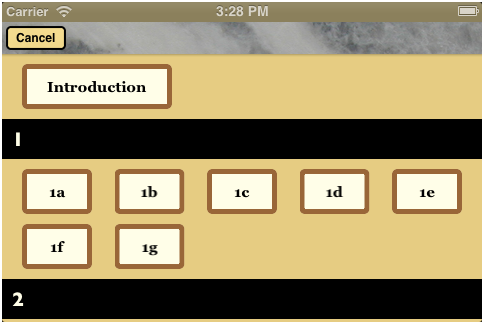 Carrier 3:28 PM
Cancel
Introduction
1
1a 1b 1c 1d 1e
1f 1g
2